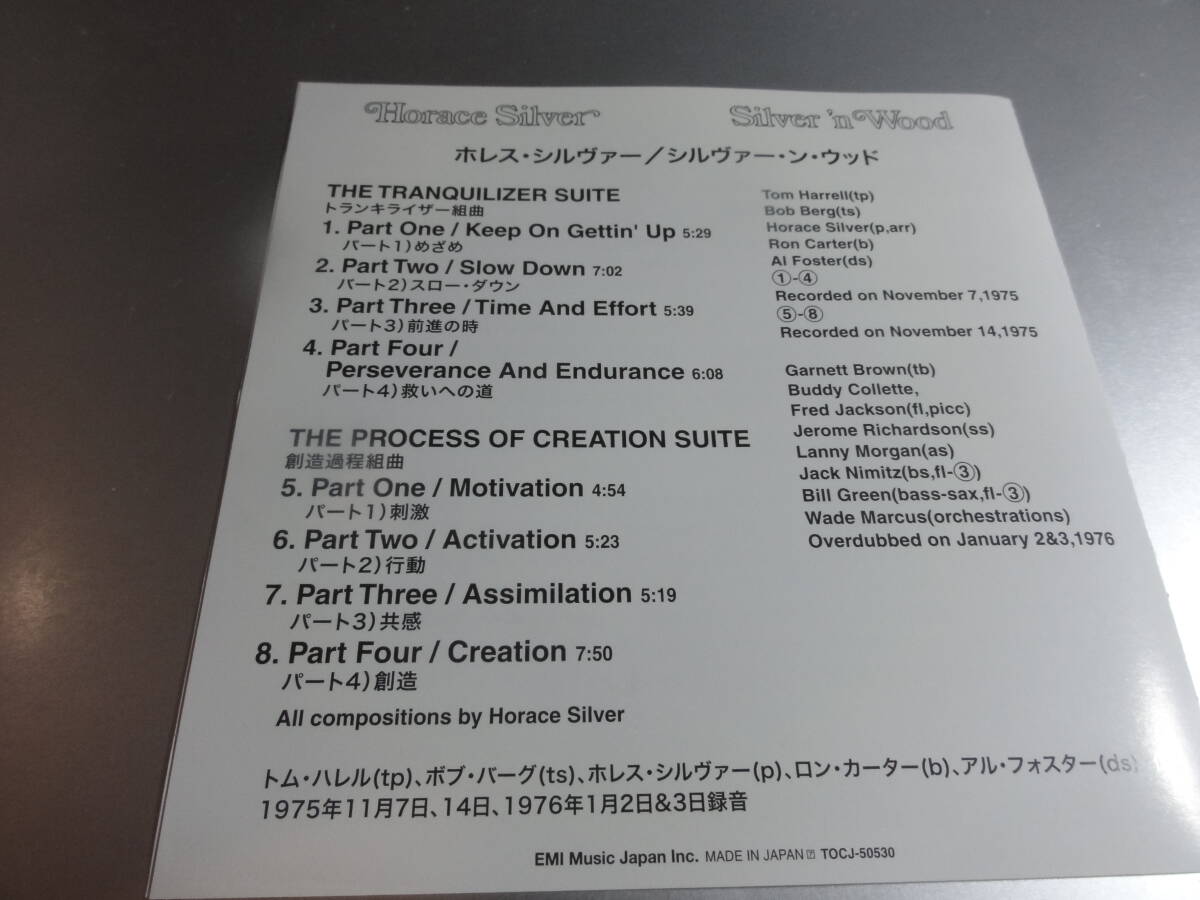 Horace Silver
Silver 'n Wood
ホレス・シルヴァー／シルヴァー・ン・ウッド
THE TRANQUILIZER SUITE
トランキライザー組曲
1. Part One / Keep On Gettin' Up 5:29
パート1）めざめ
2. Part Two / Slow Down 7:02
パート2）スロー・ダウン
3. Part Three / Time And Effort 5:39
パート3）前進の時
4. Part Four /
Perseverance And Endurance 6:08
パート4）救いへの道
THE PROCESS OF CREATION SUITE
創造過程組曲
5. Part One / Motivation 4:54
パート1）刺激
6. Part Two / Activation 5:23
パート2）行動
7. Part Three / Assimilation 5:19
パート3）共感
8. Part Four / Creation 7:50
パート4）創造
All compositions by Horace Silver
Tom Harrell(tp)
Bob Berg(ts)
Horace Silver(p,arr)
Ron Carter(b)
Al Foster(ds)
①-④
Recorded on November 7,1975
⑤-⑧
Recorded on November 14,1975
Garnett Brown(tb)
Buddy Collette,
Fred Jackson(fl,picc)
Jerome Richardson(ss)
Lanny Morgan(as)
Jack Nimitz(bs,fl-③)
Bill Green(bass-sax,fl-③)
Wade Marcus(orchestrations)
Overdubbed on January 2&3,1976
トム・ハレル(tp)、ボブ・バーグ(ts)、ホレス・シルヴァー(p)、ロン・カーター(b)、アル・フォスター(ds)
1975年11月7日、14日、1976年1月2日&3日録音
EMI Music Japan Inc. MADE IN JAPAN Ⓟ TOCJ-50530